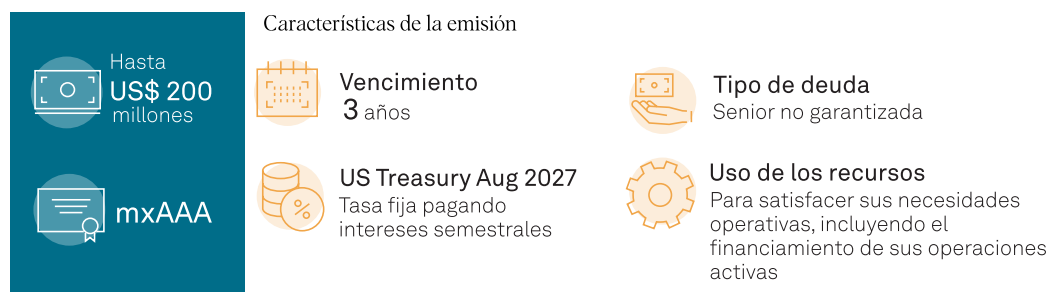 Características de la emisión
Hasta
US$ 200
millones
mxAAA
Vencimiento
3 años
US Treasury Aug 2027
Tasa fija pagando
intereses semestrales
Tipo de deuda
Senior no garantizada
Uso de los recursos
Para satisfacer sus necesidades
operativas, incluyendo el
financiamiento de sus operaciones
activas